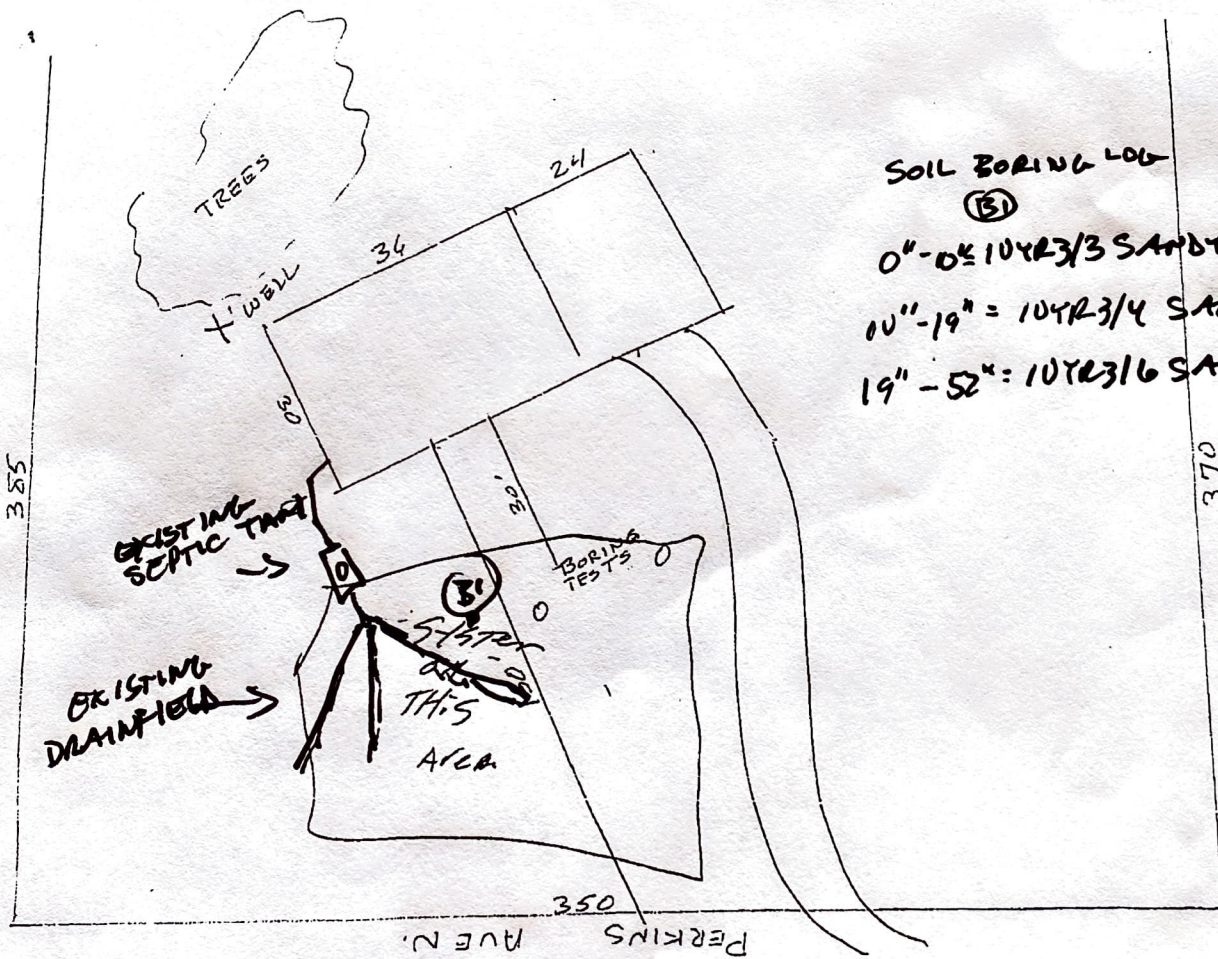 TREES
WELL
24
34
30
SOIL BORING LOG
B1
0"-10"= 10YR3/3 SANDY
10"-19" = 10YR3/4 SA
19"-52" = 10YR3/6 SA
385
370
EXISTING
SEPTIC TANK
30'
BORING
TESTS
B1
SYSTEM
THIS
Area
EXISTING
DRAINFIELD
350
PERKINS AVE N.